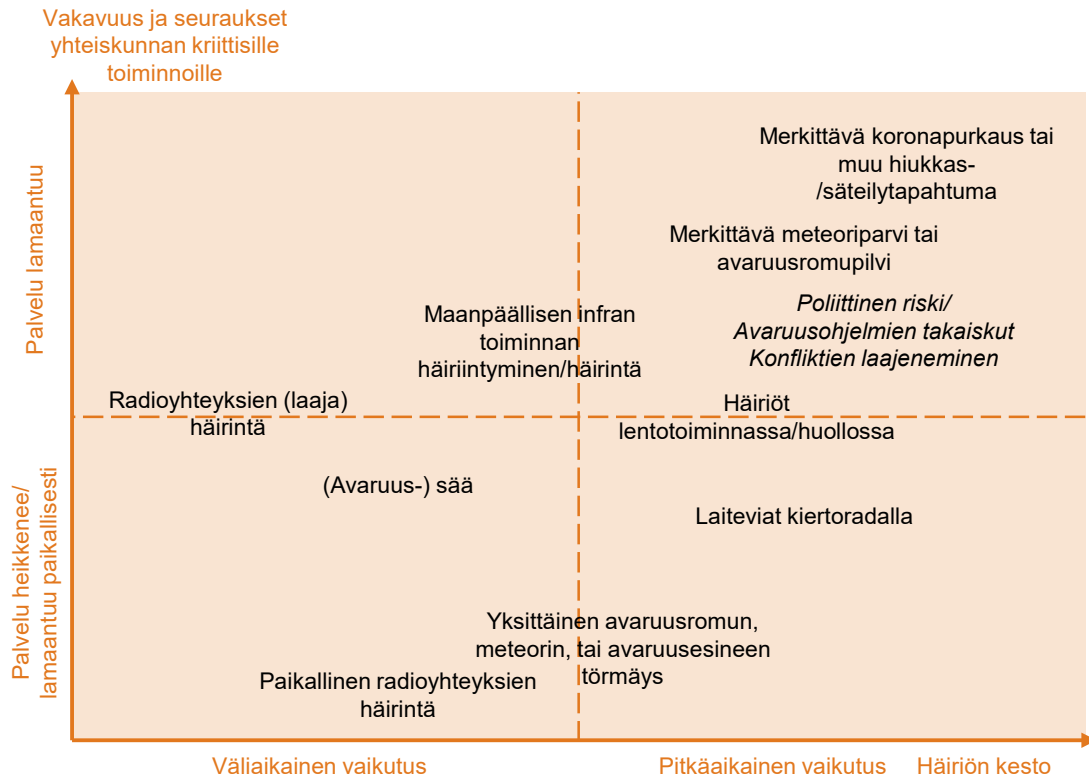 Vakavuus ja seuraukset
yhteiskunnan kriittisille
toiminnoille
Palvelu lamaantuu
Merkittävä koronapurkaus tai
muu hiukkas-
/säteilytapahtuma
Merkittävä meteoriparvi tai
avaruusromupilvi
Poliittinen riski/
Avaruusohjelmien takaiskut
Konfliktien laajeneminen
Maanpäällisen infran
toiminnan
häiriintyminen/häirintä
Radioyhteyksien (laaja)
häirintä
Häiriöt
lentotoiminnassa/huollossa
Palvelu heikkenee/
lamaantuu paikallisesti
(Avaruus-) sää
Laiteviat kiertoradalla
Yksittäinen avaruusromun,
meteorin, tai avaruusesineen
törmäys
Paikallinen radioyhteyksien
häirintä
Väliaikainen vaikutus
Pitkäaikainen vaikutus
Häiriön kesto